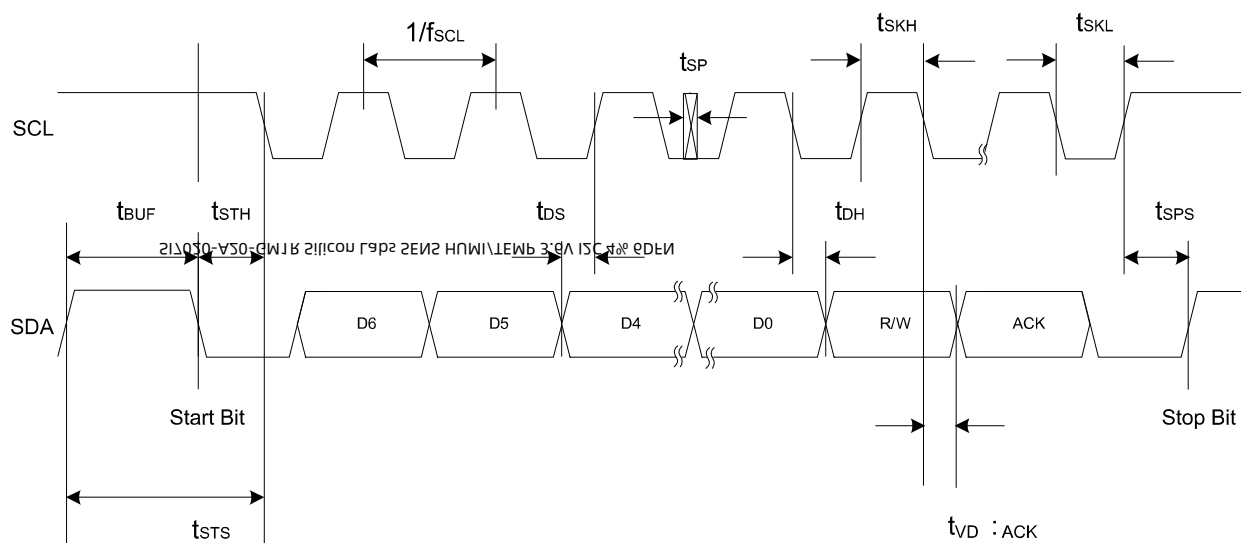 1/fSCL
tSKH
tSKL
tSP
SCL
tBUF
tSTH
tDS
tDH
tSPS
SI7020-A20-GM1R Silicon Labs SENS HUMI/TEMP 3.6V I2C 4% 6DFN
SDA
D6
D5
D4
D0
R/W
ACK
Start Bit
Stop Bit
tSTS
tVD : ACK